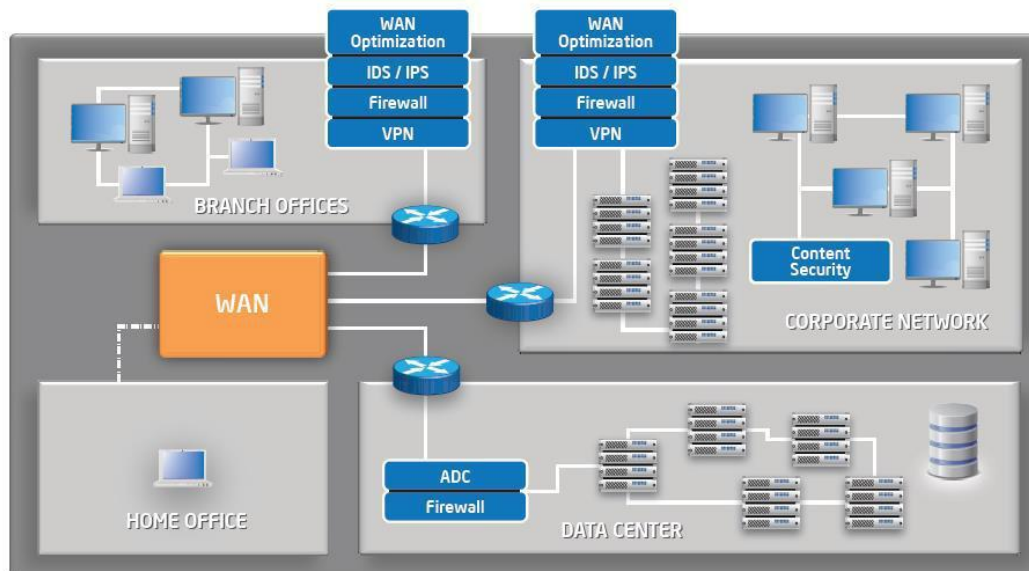 WAN
Optimization
IDS / IPS
Firewall
VPN
BRANCH OFFICES
WAN
Optimization
IDS / IPS
Firewall
VPN
Content
Security
CORPORATE NETWORK
WAN
HOME OFFICE
ADC
Firewall
DATA CENTER